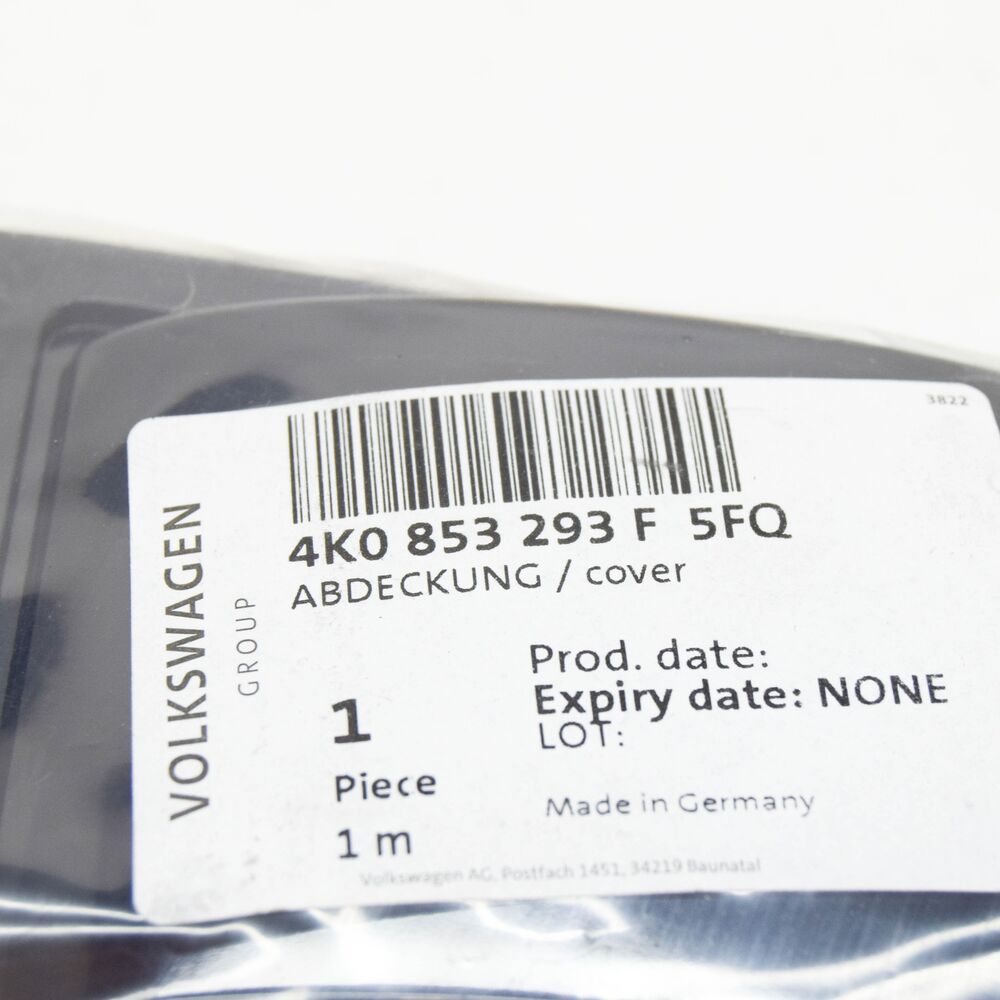 3822
4K0 853 293 F 5FQ
ABDECKUNG / cover
VOLKSWAGEN
GROUP
Prod. date:
Expiry date: NONE
LOT:
1
Piece
1 m
Made in Germany
Volkswagen AG, Postfach 1451, 34219 Baunatal